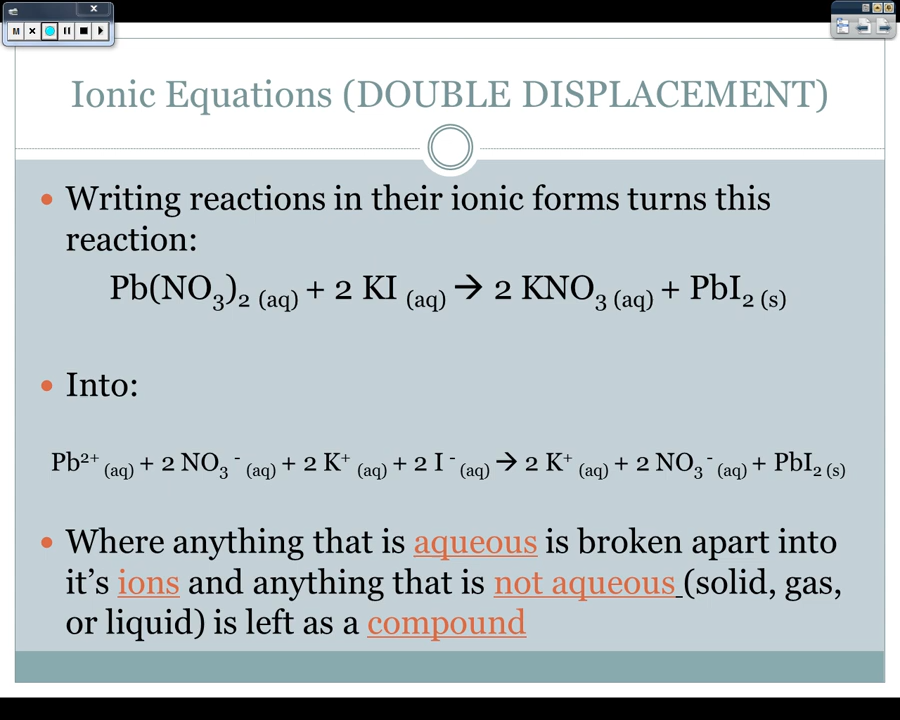 Ionic Equations (DOUBLE DISPLACEMENT)
• Writing reactions in their ionic forms turns this
reaction:
Pb(NO₃)₂ (aq) + 2 KI (aq) → 2 KNO₃ (aq) + PbI₂ (s)
• Into:
Pb²⁺ (aq) + 2 NO₃⁻ (aq) + 2 K⁺ (aq) + 2 I⁻ (aq) → 2 K⁺ (aq) + 2 NO₃⁻ (aq) + PbI₂ (s)
• Where anything that is aqueous is broken apart into
it’s ions and anything that is not aqueous (solid, gas,
or liquid) is left as a compound